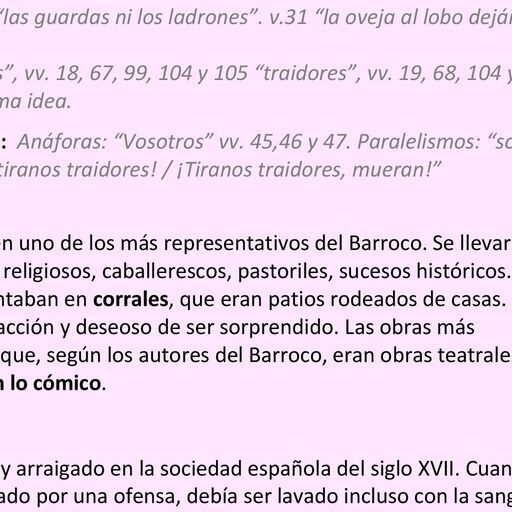 “las guardas ni los ladrones”. v.31 “la oveja al lobo dejá
”, vv. 18, 67, 99, 104 y 105 “traidores”, vv. 19, 68, 104 y
ma idea.
: Anáforas: “Vosotros” vv. 45,46 y 47. Paralelismos: “so
tiranos traidores! / ¡Tiranos traidores, mueran!”
en uno de los más representativos del Barroco. Se llevar
religiosos, caballerescos, pastoriles, sucesos históricos.
ntaban en corrales, que eran patios rodeados de casas.
acción y deseoso de ser sorprendido. Las obras más
que, según los autores del Barroco, eran obras teatrale
n lo cómico.
y arraigado en la sociedad española del siglo XVII. Cuan
ado por una ofensa, debía ser lavado incluso con la sang